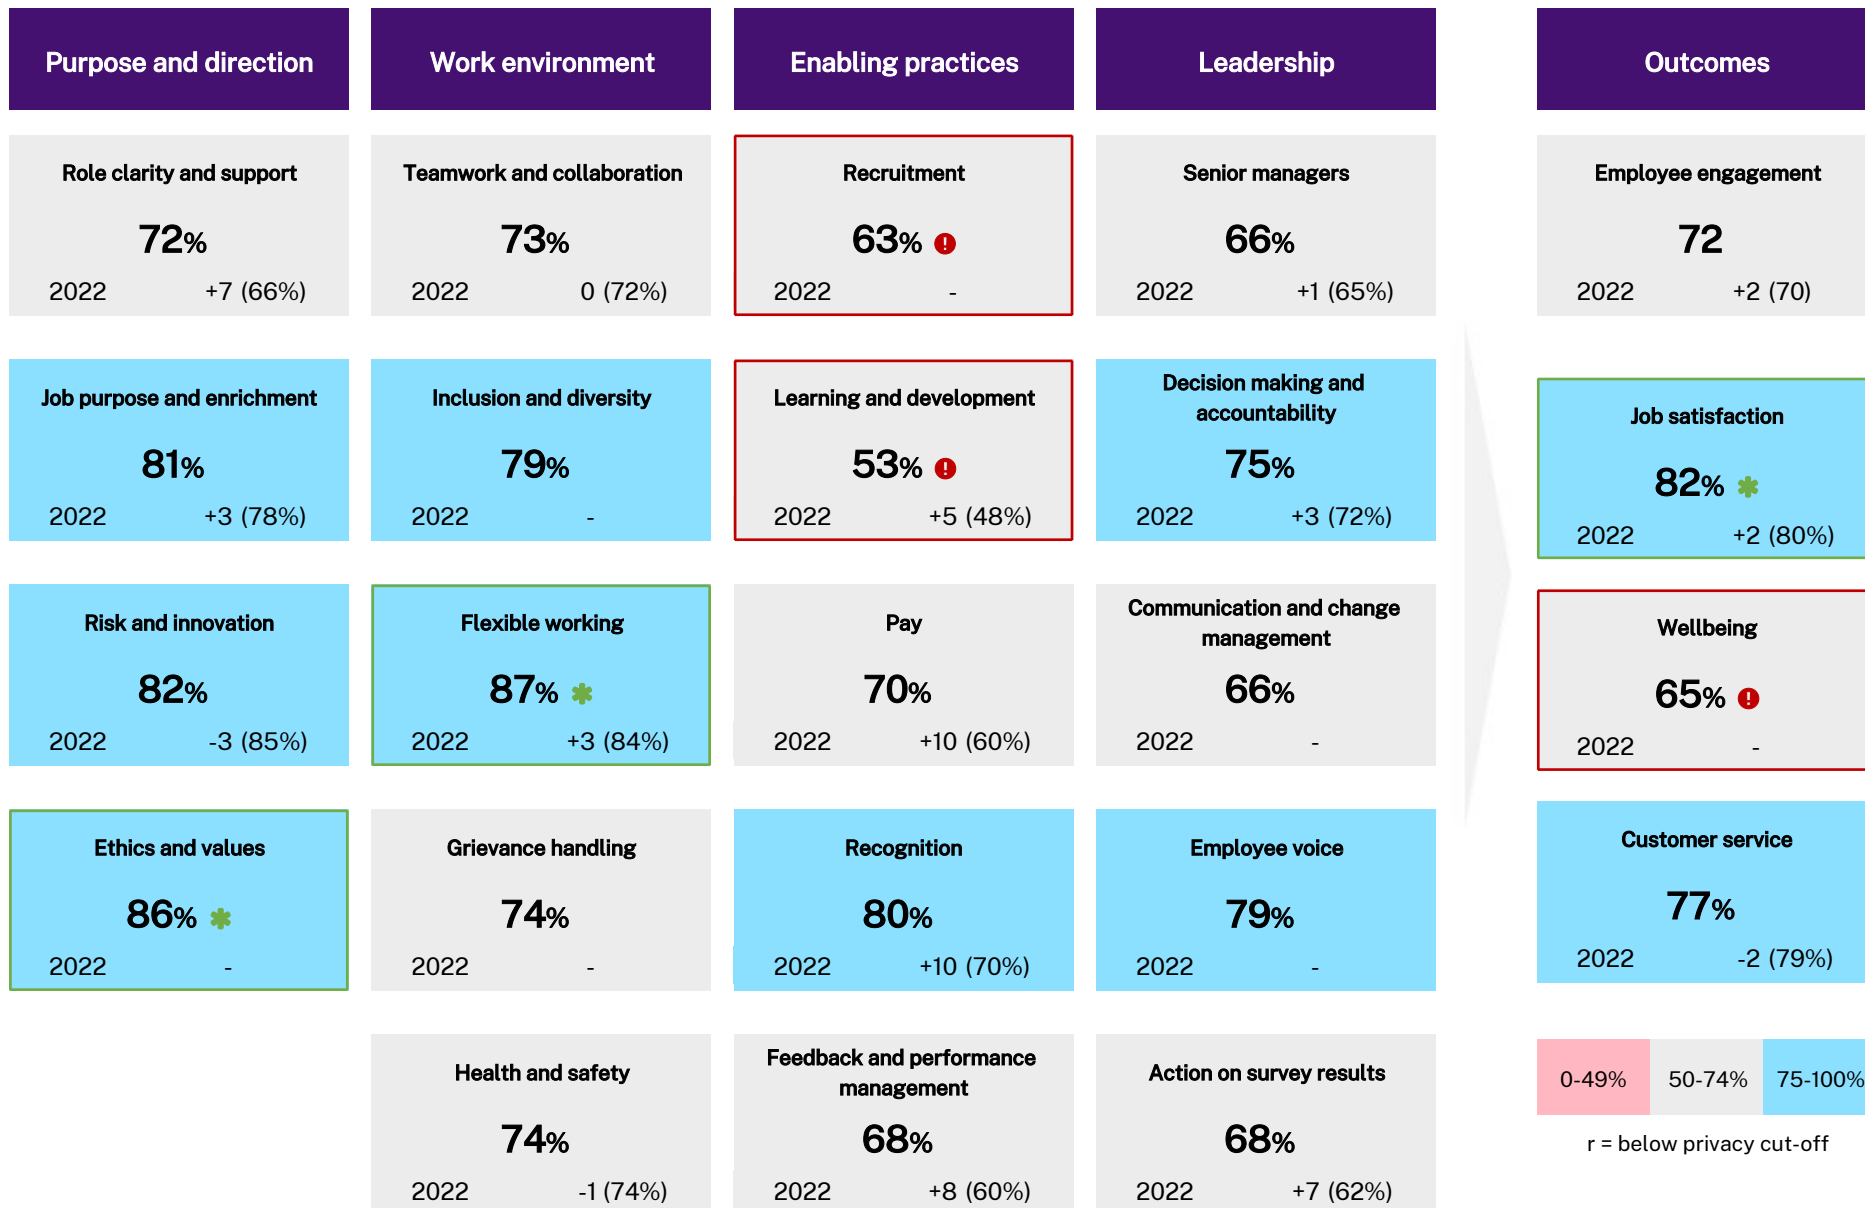 Purpose and direction
Role clarity and support
72%
2022 +7 (66%)
Job purpose and enrichment
81%
2022 +3 (78%)
Risk and innovation
82%
2022 -3 (85%)
Ethics and values
86%
2022 -
Work environment
Teamwork and collaboration
73%
2022 0 (72%)
Inclusion and diversity
79%
2022 -
Flexible working
87%
2022 +3 (84%)
Grievance handling
74%
2022 -
Health and safety
74%
2022 -1 (74%)
Enabling practices
Recruitment
63%
2022 -
Learning and development
53%
2022 +5 (48%)
Pay
70%
2022 +10 (60%)
Recognition
80%
2022 +10 (70%)
Feedback and performance
management
68%
2022 +8 (60%)
Leadership
Senior managers
66%
2022 +1 (65%)
Decision making and
accountability
75%
2022 +3 (72%)
Communication and change
management
66%
2022 -
Employee voice
79%
2022 -
Action on survey results
68%
2022 +7 (62%)
Outcomes
Employee engagement
72
2022 +2 (70)
Job satisfaction
82%
2022 +2 (80%)
Wellbeing
65%
2022 -
Customer service
77%
2022 -2 (79%)
0-49% 50-74% 75-100%
r = below privacy cut-off